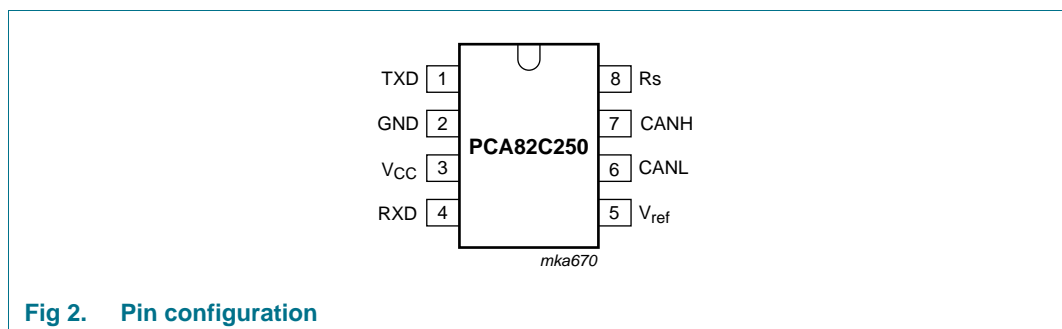 TXD 1
GND 2
VCC 3
RXD 4
PCA82C250
8 Rs
7 CANH
6 CANL
5 Vref
mka670
Fig 2. Pin configuration